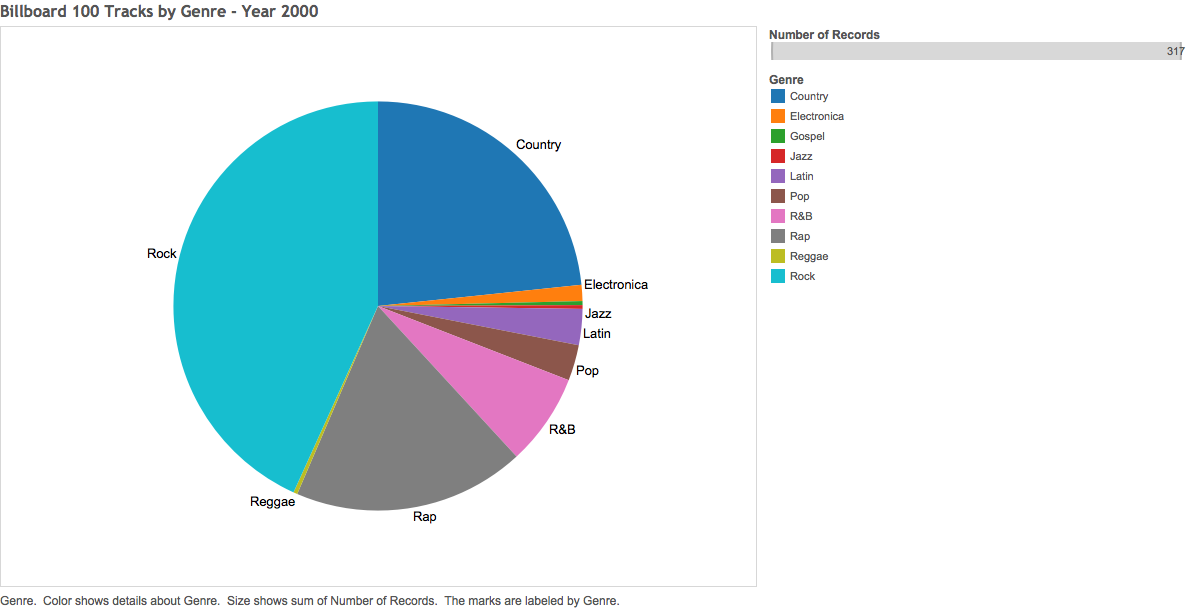 Billboard 100 Tracks by Genre - Year 2000
Number of Records
317
Genre
Country
Electronica
Gospel
Jazz
Latin
Pop
R&B
Rap
Reggae
Rock
Country
Electronica
Jazz
Latin
Pop
R&B
Rap
Reggae
Rock
Genre.  Color shows details about Genre.  Size shows sum of Number of Records.  The marks are labeled by Genre.